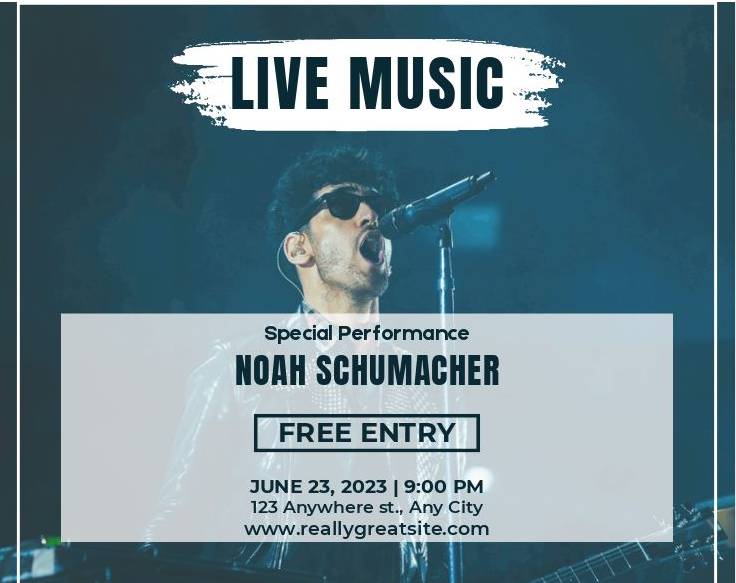 LIVE MUSIC
Special Performance
NOAH SCHUMACHER
FREE ENTRY
JUNE 23, 2023 | 9:00 PM
123 Anywhere st., Any City
www.reallygreatsite.com